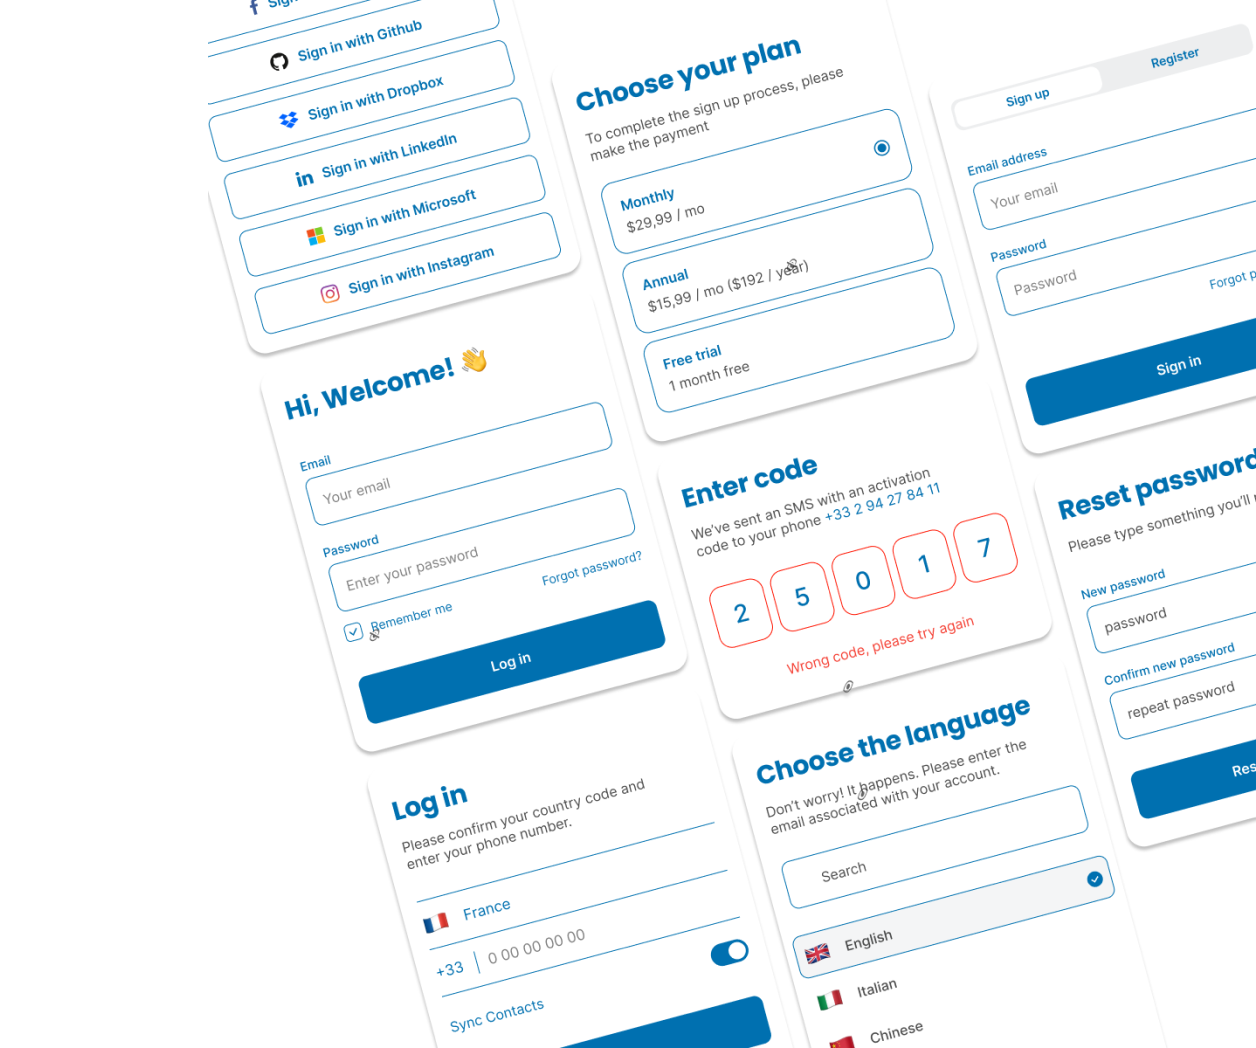 Sign in with Github
Sign in with Dropbox
Sign in with LinkedIn
Sign in with Microsoft
Sign in with Instagram
Hi, Welcome! 👋
Email
Your email
Password
Enter your password
Remember me
Forgot password?
Log in
Log in
Please confirm your country code and
enter your phone number.
France
+33
0 00 00 00 00
Sync Contacts
Choose your plan
To complete the sign up process, please
make the payment
Monthly
$29,99 / mo
Annual
$15,99 / mo ($192 / year)
Free trial
1 month free
Enter code
We've sent an SMS with an activation
code to your phone +33 2 94 27 84 11
2 5 0 1 7
Wrong code, please try again
Choose the language
Don't worry! It happens. Please enter the
email associated with your account.
Search
English
Italian
Chinese
Sign up
Register
Email address
Your email
Password
Password
Forgot
Sign in
Reset password
Please type something you'll
New password
password
Confirm new password
repeat password